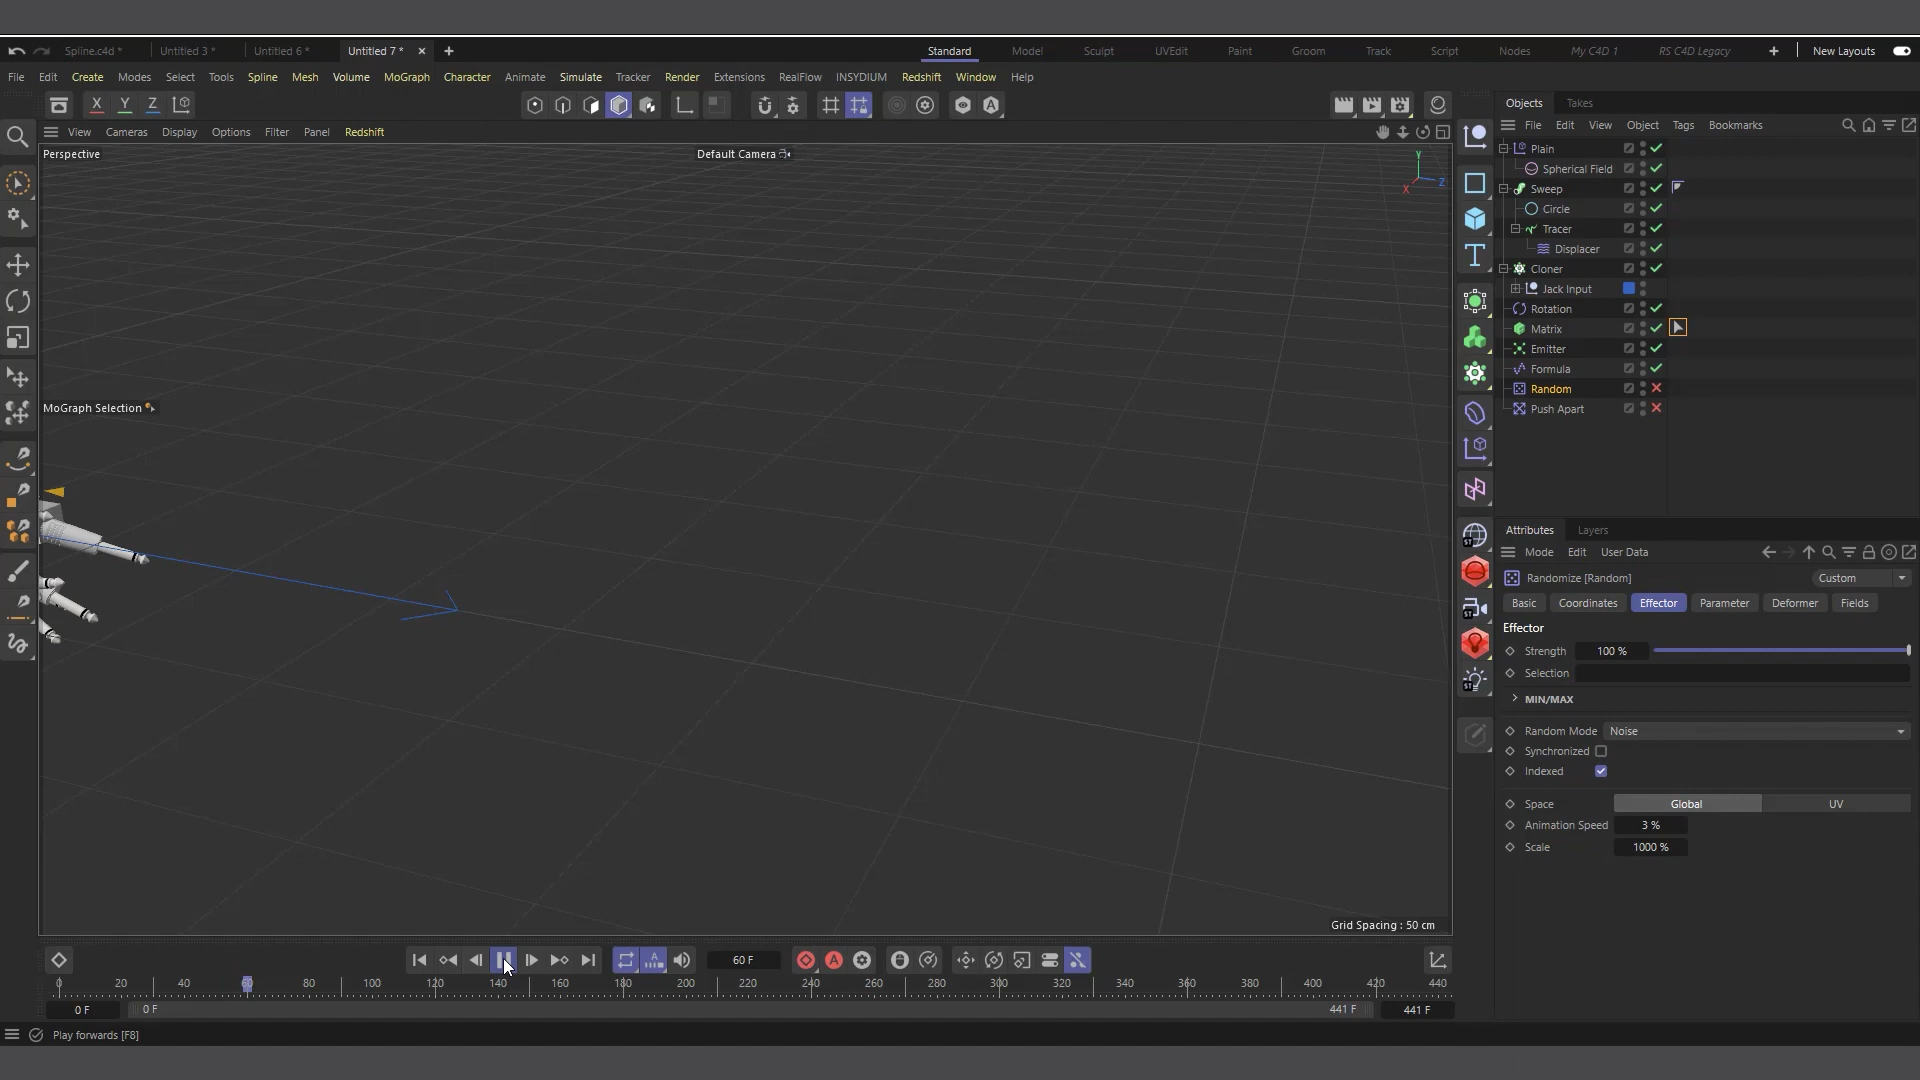 Spline.c4d * Untitled 3 * Untitled 6 * Untitled 7 * Standard Model Sculpt UVEdit Paint Groom Track Script Nodes My C4D 1 RS C4D Legacy New Layouts
File Edit Create Modes Select Tools Spline Mesh Volume MoGraph Character Animate Simulate Tracker Render Extensions RealFlow INSYDIUM Redshift Window Help
X Y Z
View Cameras Display Options Filter Panel Redshift
Perspective
Default Camera
Y
X
Z
MoGraph Selection
Grid Spacing : 50 cm
Objects Takes
File Edit View Object Tags Bookmarks
Plain
Spherical Field
Sweep
Circle
Tracer
Displacer
Cloner
Jack Input
Rotation
Matrix
Emitter
Formula
Random
Push Apart
Attributes Layers
Mode Edit User Data
Randomize [Random] Custom
Basic Coordinates Effector Parameter Deformer Fields
Effector
Strength 100 %
Selection
MIN/MAX
Random Mode Noise
Synchronized
Indexed
Space Global UV
Animation Speed 3 %
Scale 1000 %
60 F
0 20 40 60 80 100 120 140 160 180 200 220 240 260 280 300 320 340 360 380 400 420 440
0 F 0 F 441 F 441 F
Play forwards [F8]